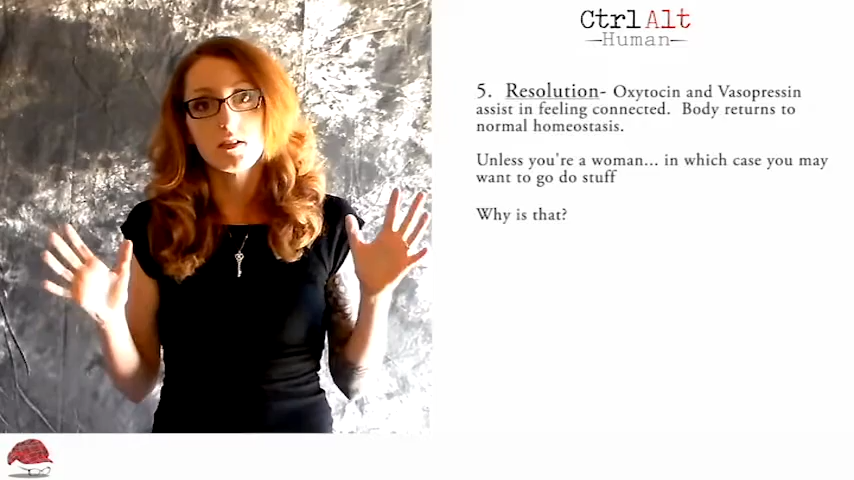 Ctrl Alt
Human
5. Resolution- Oxytocin and Vasopressin
assist in feeling connected. Body returns to
normal homeostasis.
Unless you're a woman... in which case you may
want to go do stuff
Why is that?